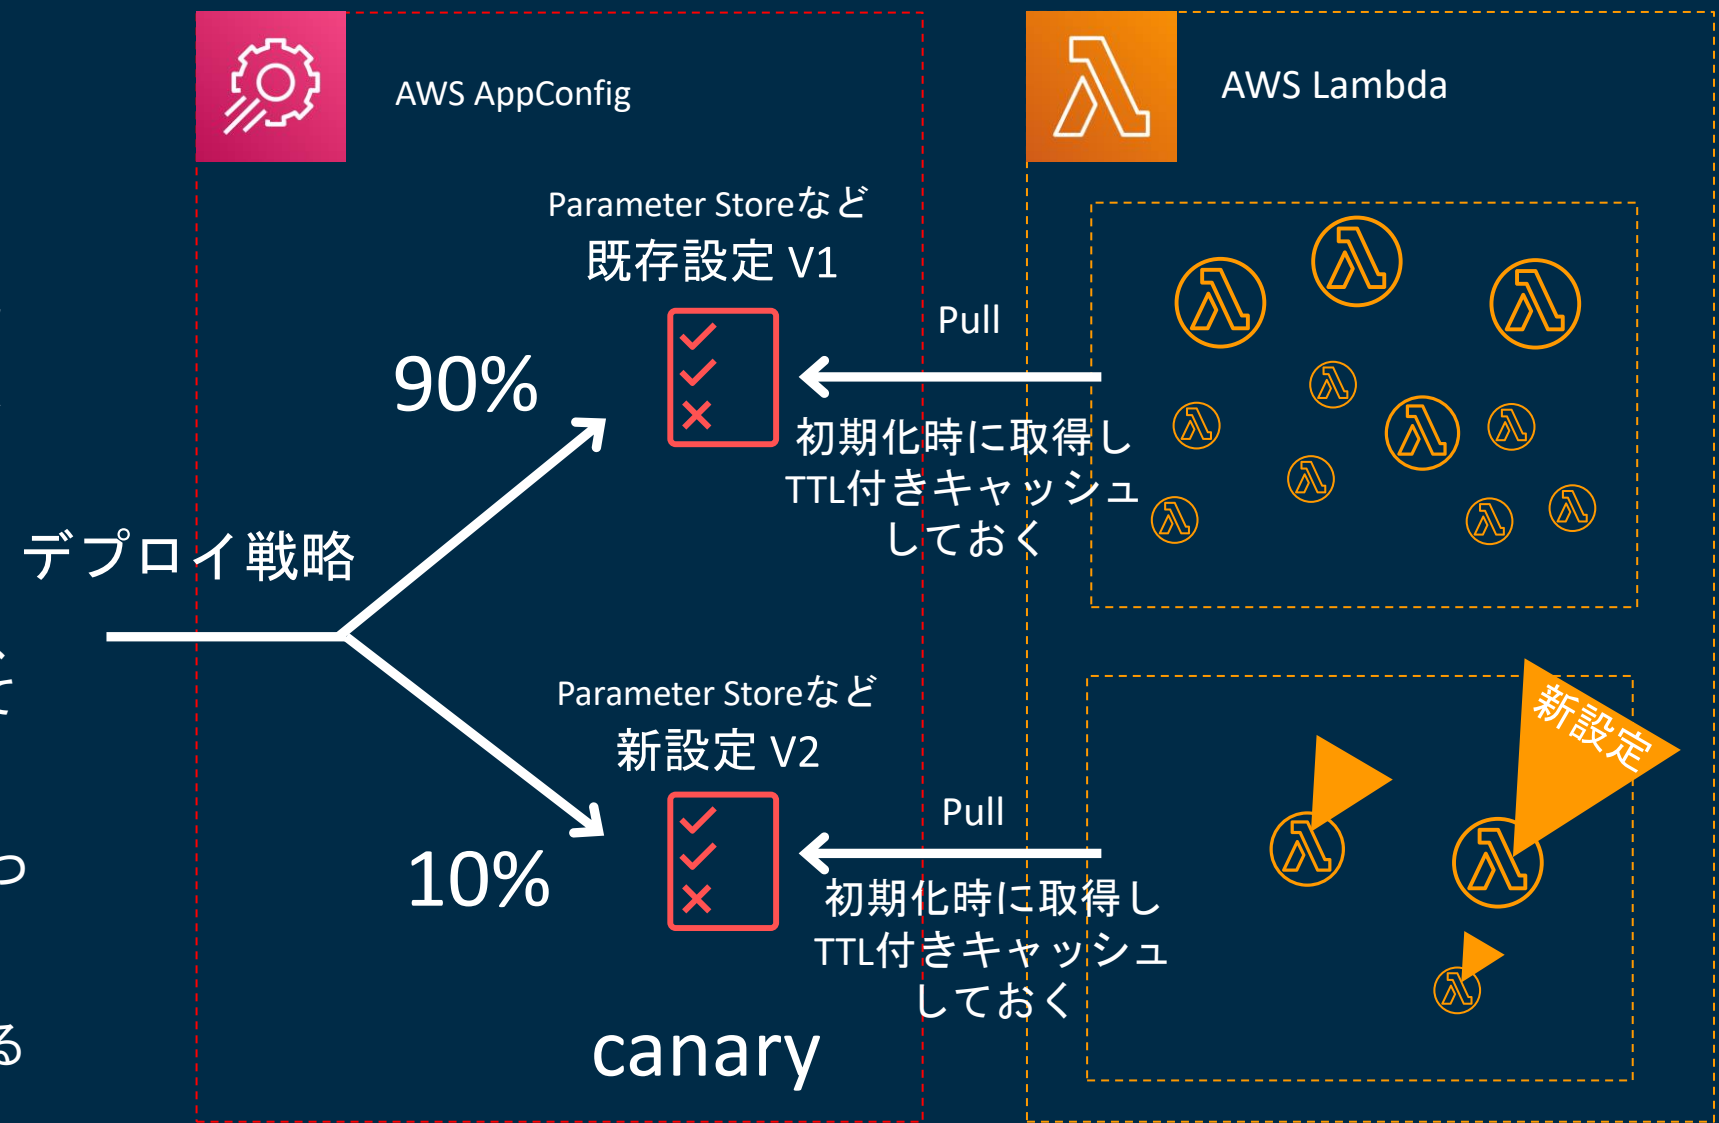 AWS AppConfig
AWS Lambda
Parameter Storeなど
既存設定 V1
90%
Pull
初期化時に取得し
TTL付きキャッシュ
しておく
デプロイ戦略
Parameter Storeなど
新設定 V2
10%
Pull
初期化時に取得し
TTL付きキャッシュ
しておく
canary
新設定
て
つ
る